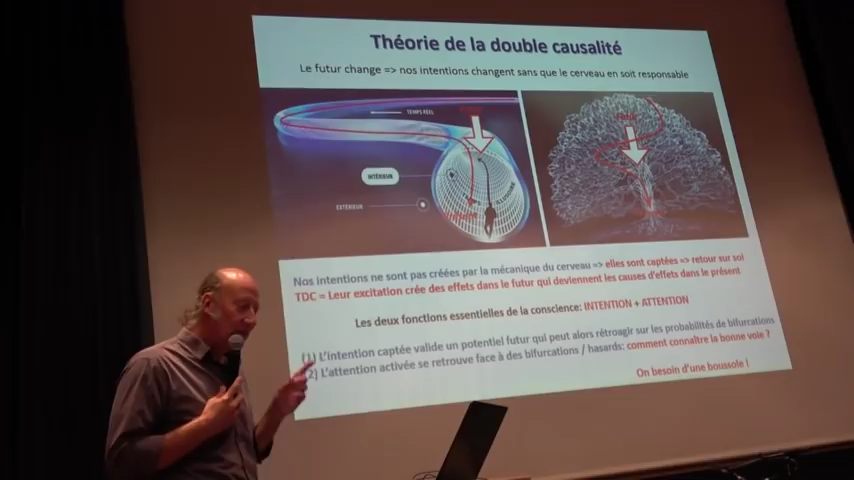 Théorie de la double causalité
Le futur change => nos intentions changent sans que le cerveau en soit responsable
TEMPS RÉEL
INTÉRIEUR
EXTÉRIEUR
Futur
Nos intentions ne sont pas créées par la mécanique du cerveau => elles sont captées => retour sur soi
TDC = Leur excitation crée des effets dans le futur qui deviennent les causes d'effets dans le présent
Les deux fonctions essentielles de la conscience: INTENTION + ATTENTION
(1) L'intention captée valide un potentiel futur qui peut alors rétroagir sur les probabilités de bifurcations
(2) L'attention activée se retrouve face à des bifurcations / hasards: comment connaître la bonne voie ?
On besoin d'une boussole !